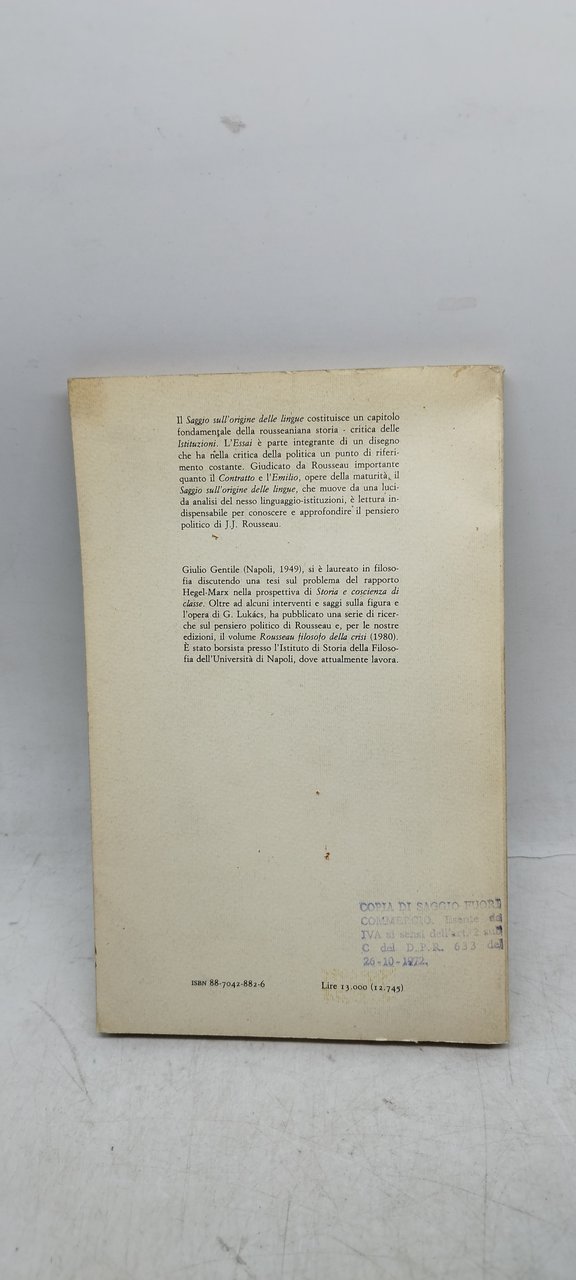 Il Saggio sull'origine delle lingue costituisce un capitolo
fondamentale della rousseaniana storia - critica delle
Istituzioni. L'Essai è parte integrante di un disegno
che ha nella critica della politica un punto di riferi-
mento costante. Giudicato da Rousseau importante
quanto il Contratto e l'Emilio, opere della maturità, il
Saggio sull'origine delle lingue, che muove da una luci-
da analisi del nesso linguaggio-istituzioni, è lettura in-
dispensabile per conoscere e approfondire il pensiero
politico di J.J. Rousseau.
Giulio Gentile (Napoli, 1949), si è laureato in filoso-
fia discutendo una tesi sul problema del rapporto
Hegel-Marx nella prospettiva di Storia e coscienza di
classe. Oltre ad alcuni interventi e saggi sulla figura e
l'opera di G. Lukács, ha pubblicato una serie di ricer-
che sul pensiero politico di Rousseau e, per le nostre
edizioni, il volume Rousseau filosofo della crisi (1980).
È stato borsista presso l'Istituto di Storia della Filoso-
fia dell'Università di Napoli, dove attualmente lavora.
COPIA DI SAGGIO FUORI
COMMERCIO. Esente da
IVA ai sensi dell'art. 2
C del D.P.R. 633 del
26-10-1972.
ISBN 88-7042-882-6
Lire 13.000 (12.745)